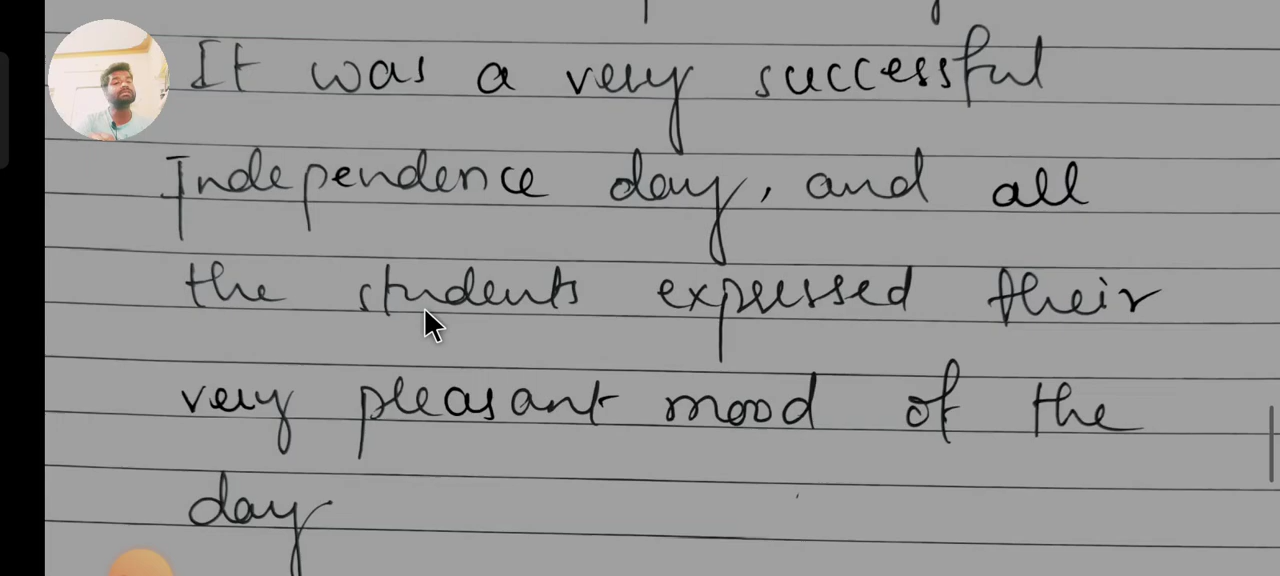 It was a very successful
Independence day, and all
the students expressed their
very pleasant mood of the
day